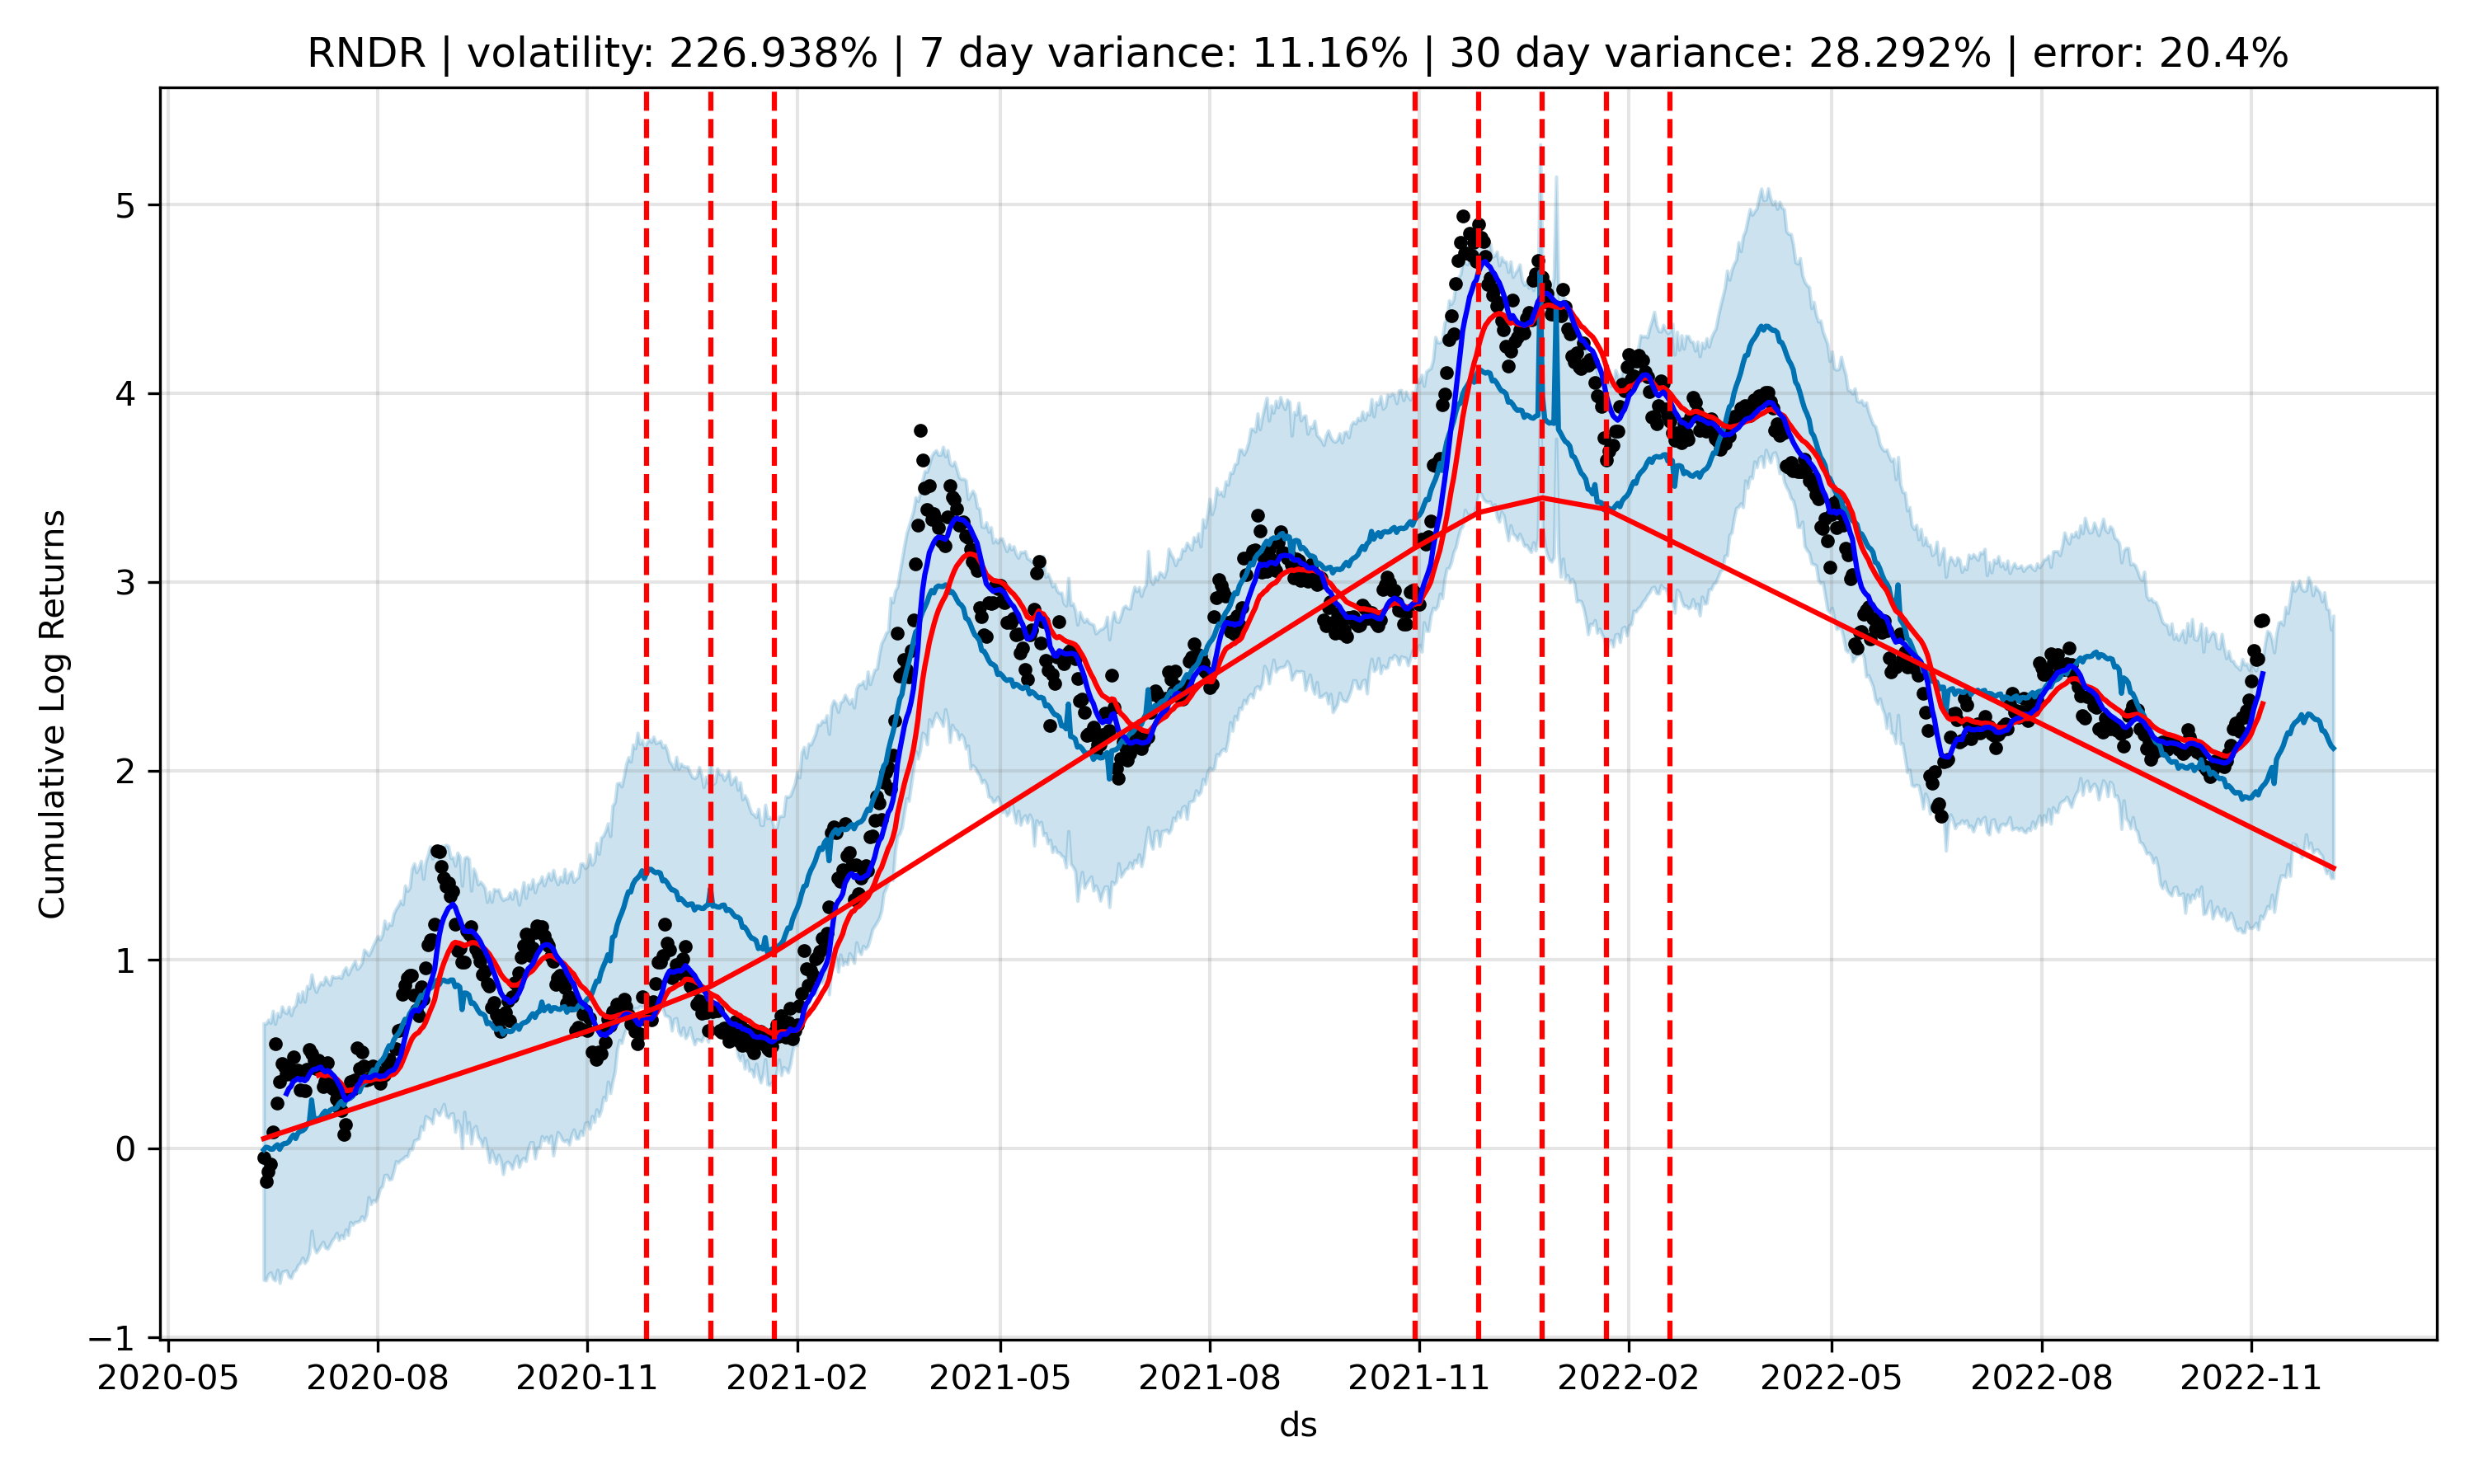 RNDR | volatility: 226.938% | 7 day variance: 11.16% | 30 day variance: 28.292% | error: 20.4%
Cumulative Log Returns
5
4
3
2
1
0
−1
2020-05 2020-08 2020-11 2021-02 2021-05 2021-08 2021-11 2022-02 2022-05 2022-08 2022-11
ds